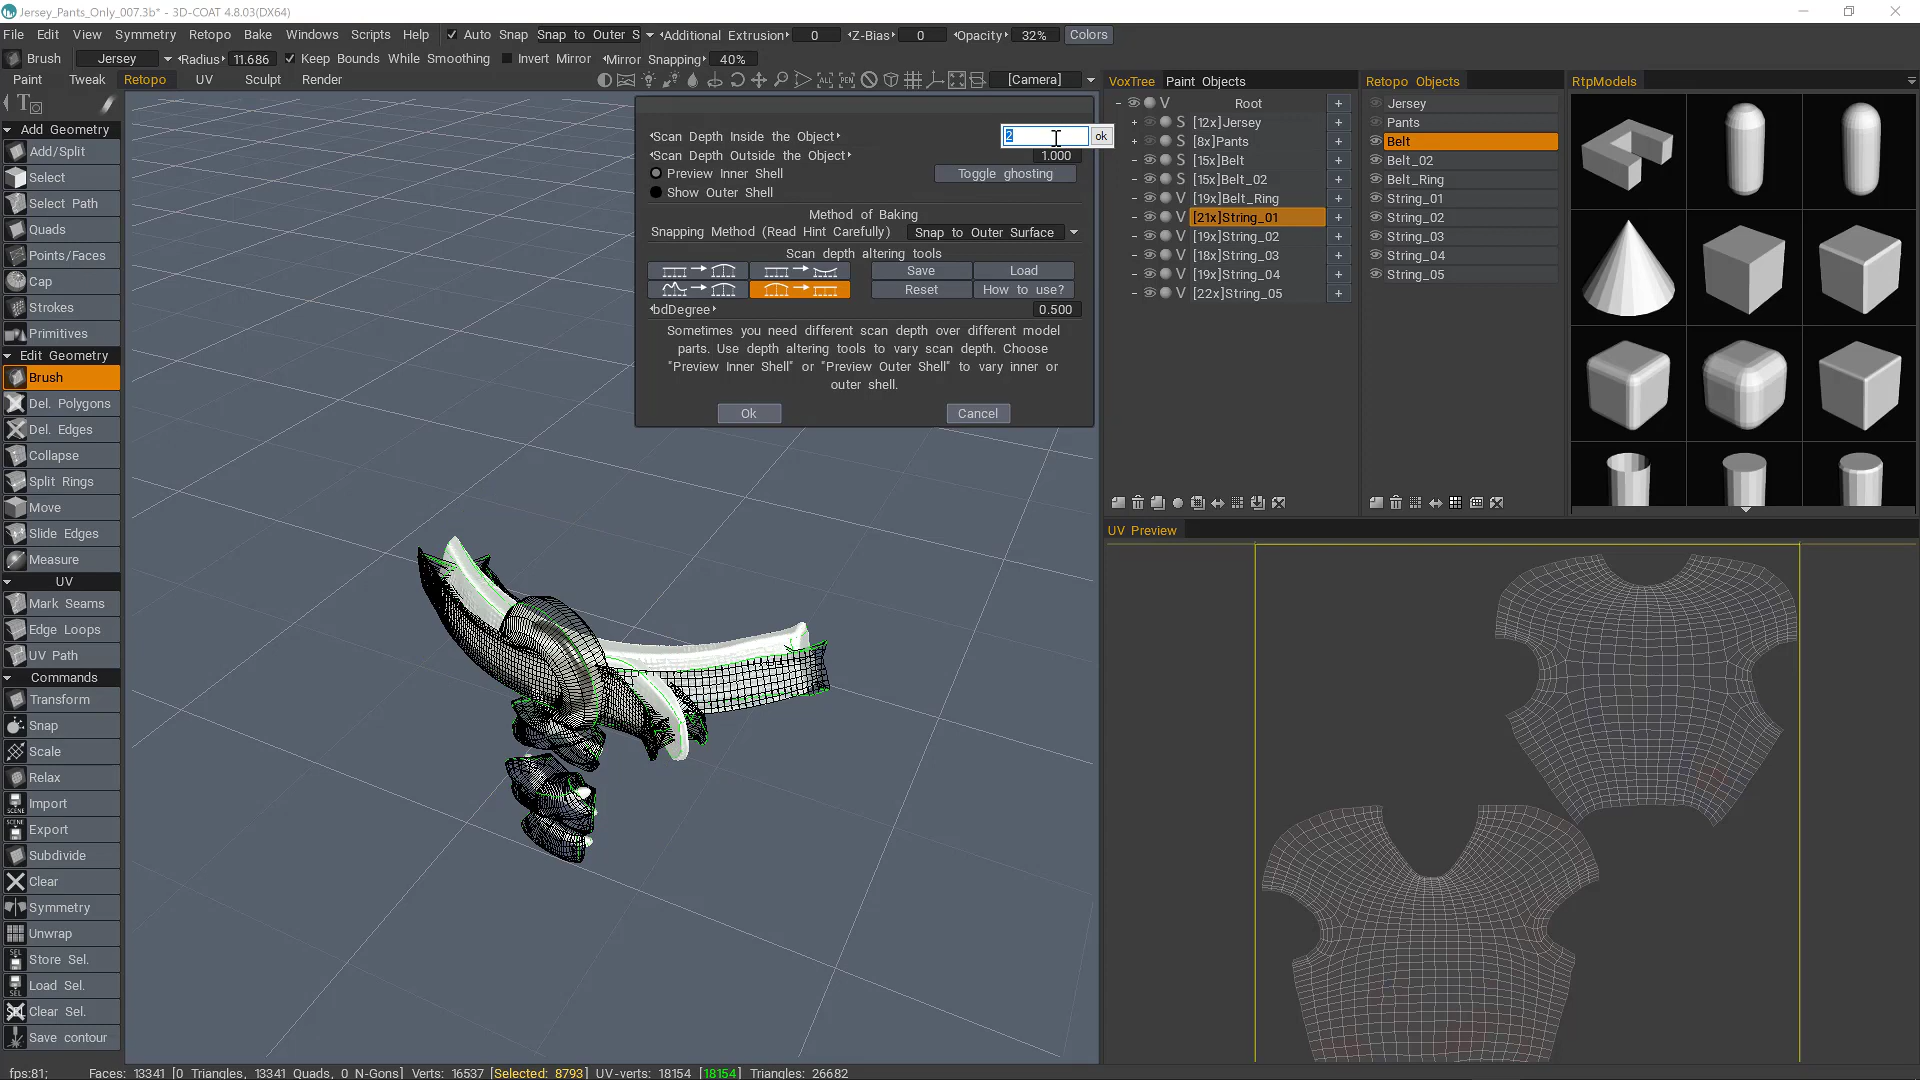 Jersey_Pants_Only_007.3b* - 3D-COAT 4.8.03(DX64)
File Edit View Symmetry Retopo Bake Windows Scripts Help Auto Snap Snap to Outer S Additional Extrusion 0 Z-Bias 0 Opacity 32% Colors
Brush Jersey Radius 11.686 Keep Bounds While Smoothing Invert Mirror Mirror Snapping 40%
Paint Tweak Retopo UV Sculpt Render ALL PEN [Camera]
VoxTree Paint Objects
Retopo Objects
RtpModels
Add Geometry
Add/Split
Select
Select Path
Quads
Points/Faces
Cap
Strokes
Primitives
Edit Geometry
Brush
Del. Polygons
Del. Edges
Collapse
Split Rings
Move
Slide Edges
Measure
UV
Mark Seams
Edge Loops
UV Path
Commands
Transform
Snap
Scale
Relax
SCENE Import
SCENE Export
Subdivide
Clear
Symmetry
Unwrap
SEL Store Sel.
SEL Load Sel.
SEL Clear Sel.
Save contour
Scan Depth Inside the Object 2 ok
Scan Depth Outside the Object 1.000
Preview Inner Shell Toggle ghosting
Show Outer Shell
Method of Baking
Snapping Method (Read Hint Carefully) Snap to Outer Surface
Scan depth altering tools
Save Load
Reset How to use?
bdDegree 0.500
Sometimes you need different scan depth over different model
parts. Use depth altering tools to vary scan depth. Choose
"Preview Inner Shell" or "Preview Outer Shell" to vary inner or
outer shell.
Ok Cancel
- V Root +
+ S [12x]Jersey +
+ S [8x]Pants +
- S [15x]Belt +
- S [15x]Belt_02 +
- V [19x]Belt_Ring +
- V [21x]String_01 +
- V [19x]String_02 +
- V [18x]String_03 +
- V [19x]String_04 +
- V [22x]String_05 +
Jersey
Pants
Belt
Belt_02
Belt_Ring
String_01
String_02
String_03
String_04
String_05
UV Preview
fps:81; Faces: 13341 [0 Triangles, 13341 Quads, 0 N-Gons] Verts: 16537 [Selected: 8793] UV-verts: 18154 [18154] Triangles: 26682